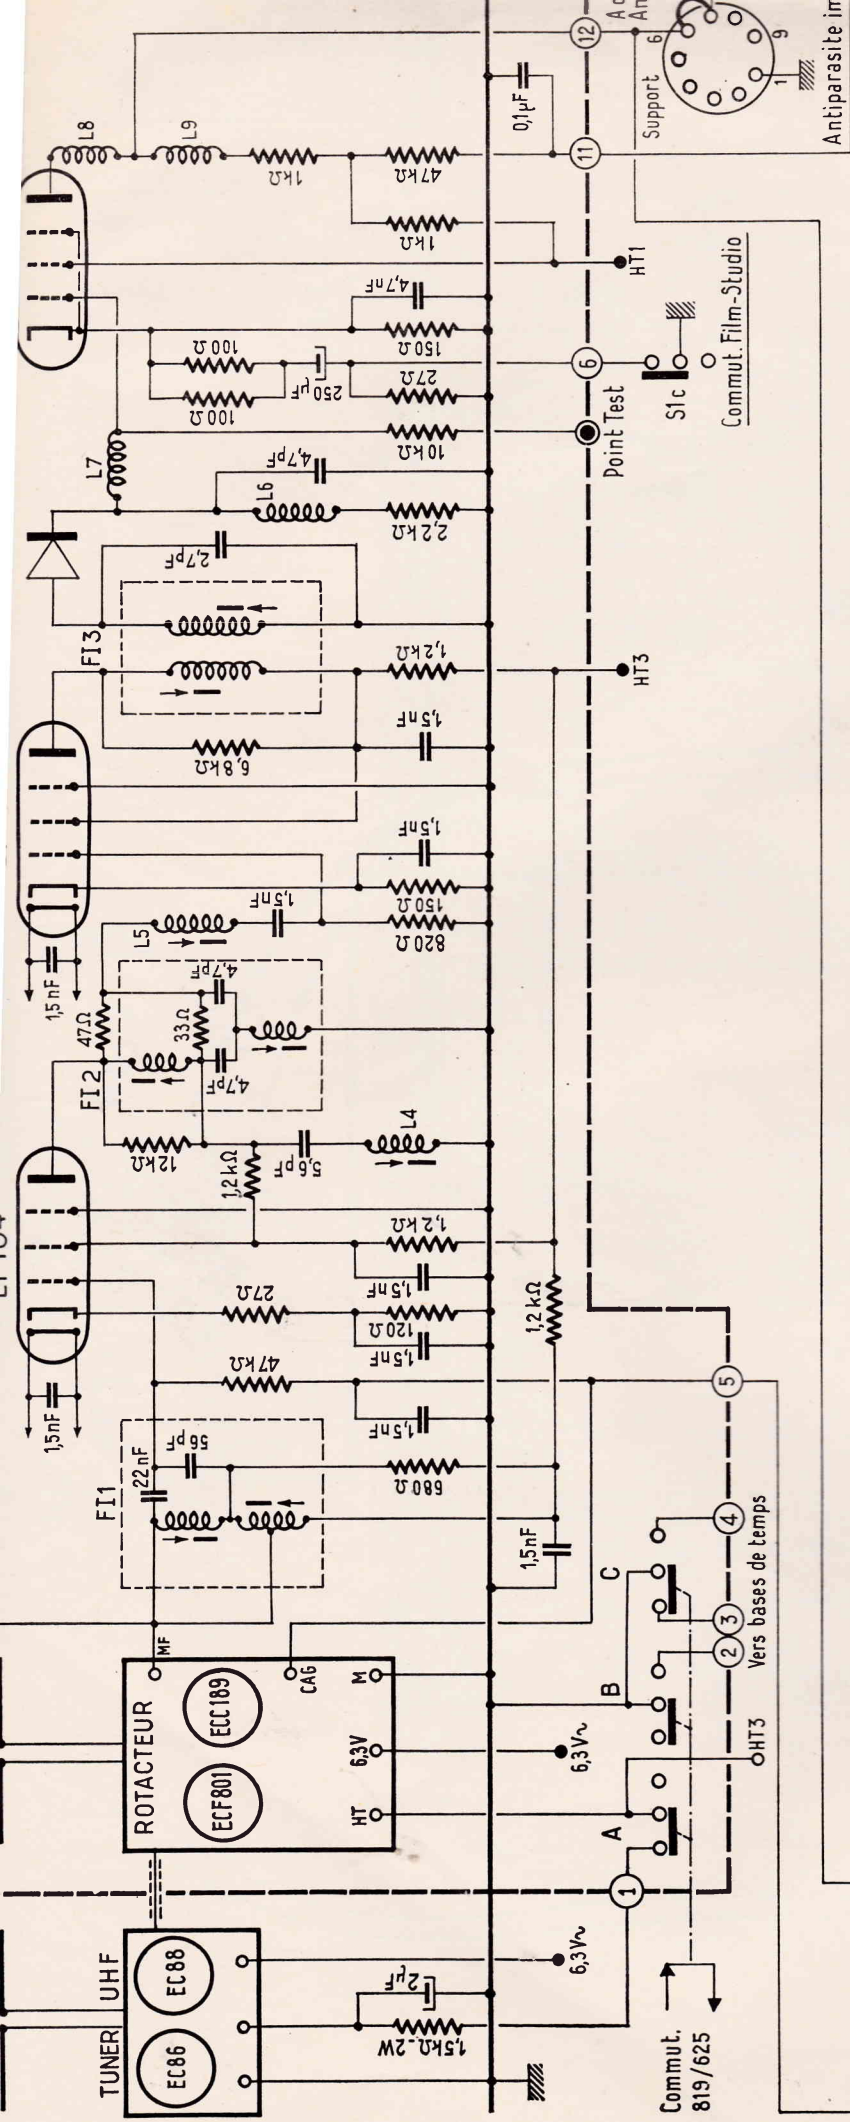 TUNER UHF
EC86
EC88
1,5kΩ_2W
2μF
6,3V~
Commut.
819/625
1
ROTACTEUR
ECF801
ECC189
MF
CAG
HT
6,3V
M
6,3V~
A
B
C
HT3
2
3
4
5
Vers bases de temps
FI1
22nF
56pF
680Ω
1,5nF
1,5nF
47kΩ
1,5nF
1,5nF
27Ω
120Ω
1,5nF
1,2kΩ
1,2kΩ
1,2kΩ
12kΩ
5,6pF
L4
FI2
47Ω
33Ω
4,7pF
4,7pF
L5
1,5nF
1,5nF
820Ω
150Ω
1,5nF
6,8kΩ
1,5nF
1,2kΩ
HT3
FI3
2,7pF
L6
2,2kΩ
4,7pF
L7
10kΩ
Point Test
100Ω
100Ω
250μF
27Ω
150Ω
4,7nF
6
S1c
Commut. Film-Studio
HT1
1kΩ
1kΩ
47kΩ
L8
L9
0,1μF
11
12
Support
6
9
1
Antiparasite